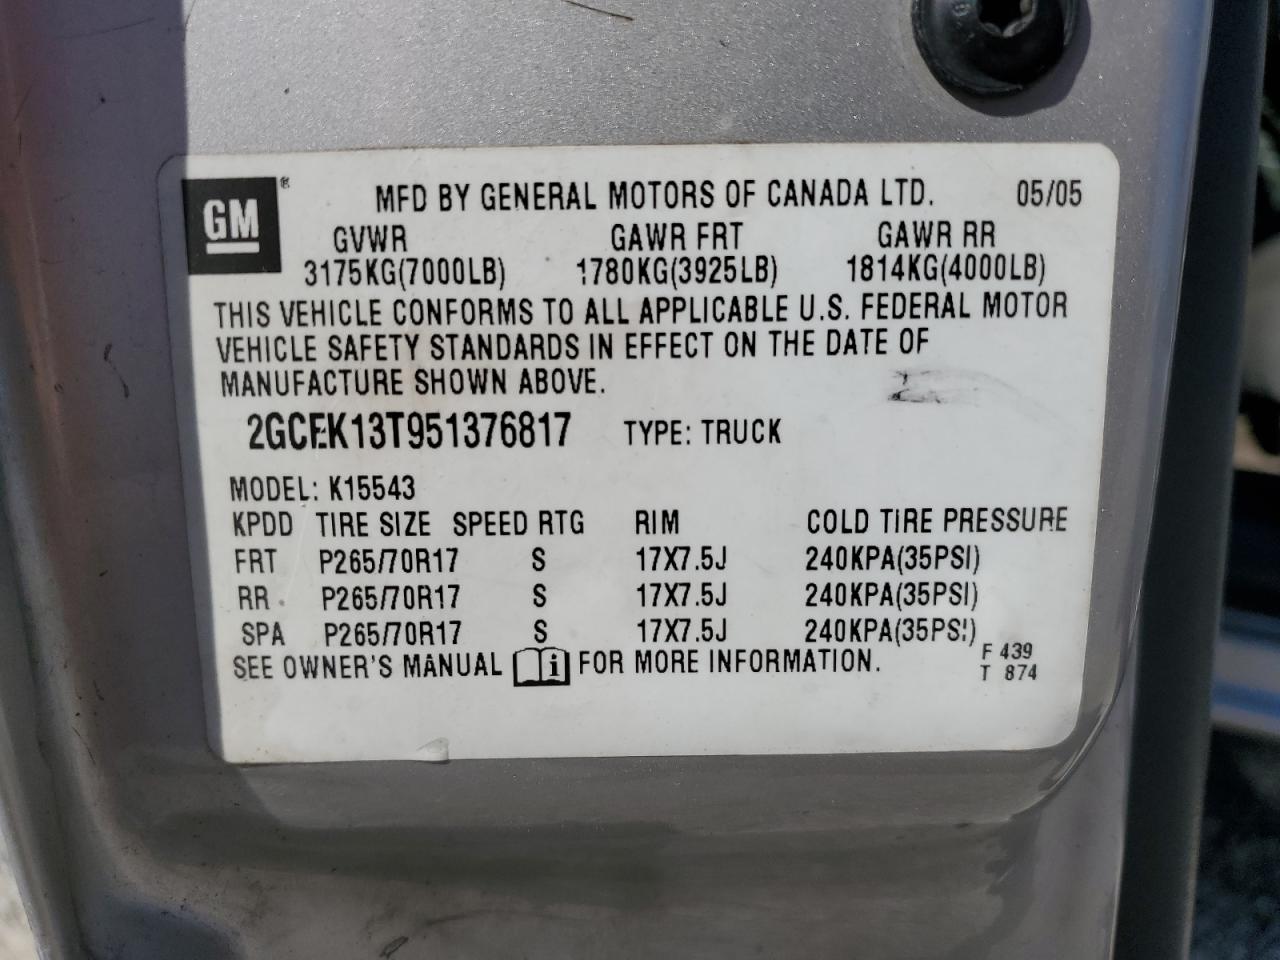 GM® MFD BY GENERAL MOTORS OF CANADA LTD. 05/05
GVWR GAWR FRT GAWR RR
3175KG(7000LB) 1780KG(3925LB) 1814KG(4000LB)
THIS VEHICLE CONFORMS TO ALL APPLICABLE U.S. FEDERAL MOTOR
VEHICLE SAFETY STANDARDS IN EFFECT ON THE DATE OF
MANUFACTURE SHOWN ABOVE.
2GCEK13T951376817 TYPE: TRUCK
MODEL: K15543
KPDD TIRE SIZE SPEED RTG RIM COLD TIRE PRESSURE
FRT P265/70R17 S 17X7.5J 240KPA(35PSI)
RR P265/70R17 S 17X7.5J 240KPA(35PSI)
SPA P265/70R17 S 17X7.5J 240KPA(35PSI)
SEE OWNER'S MANUAL i FOR MORE INFORMATION.
F 439
T 874